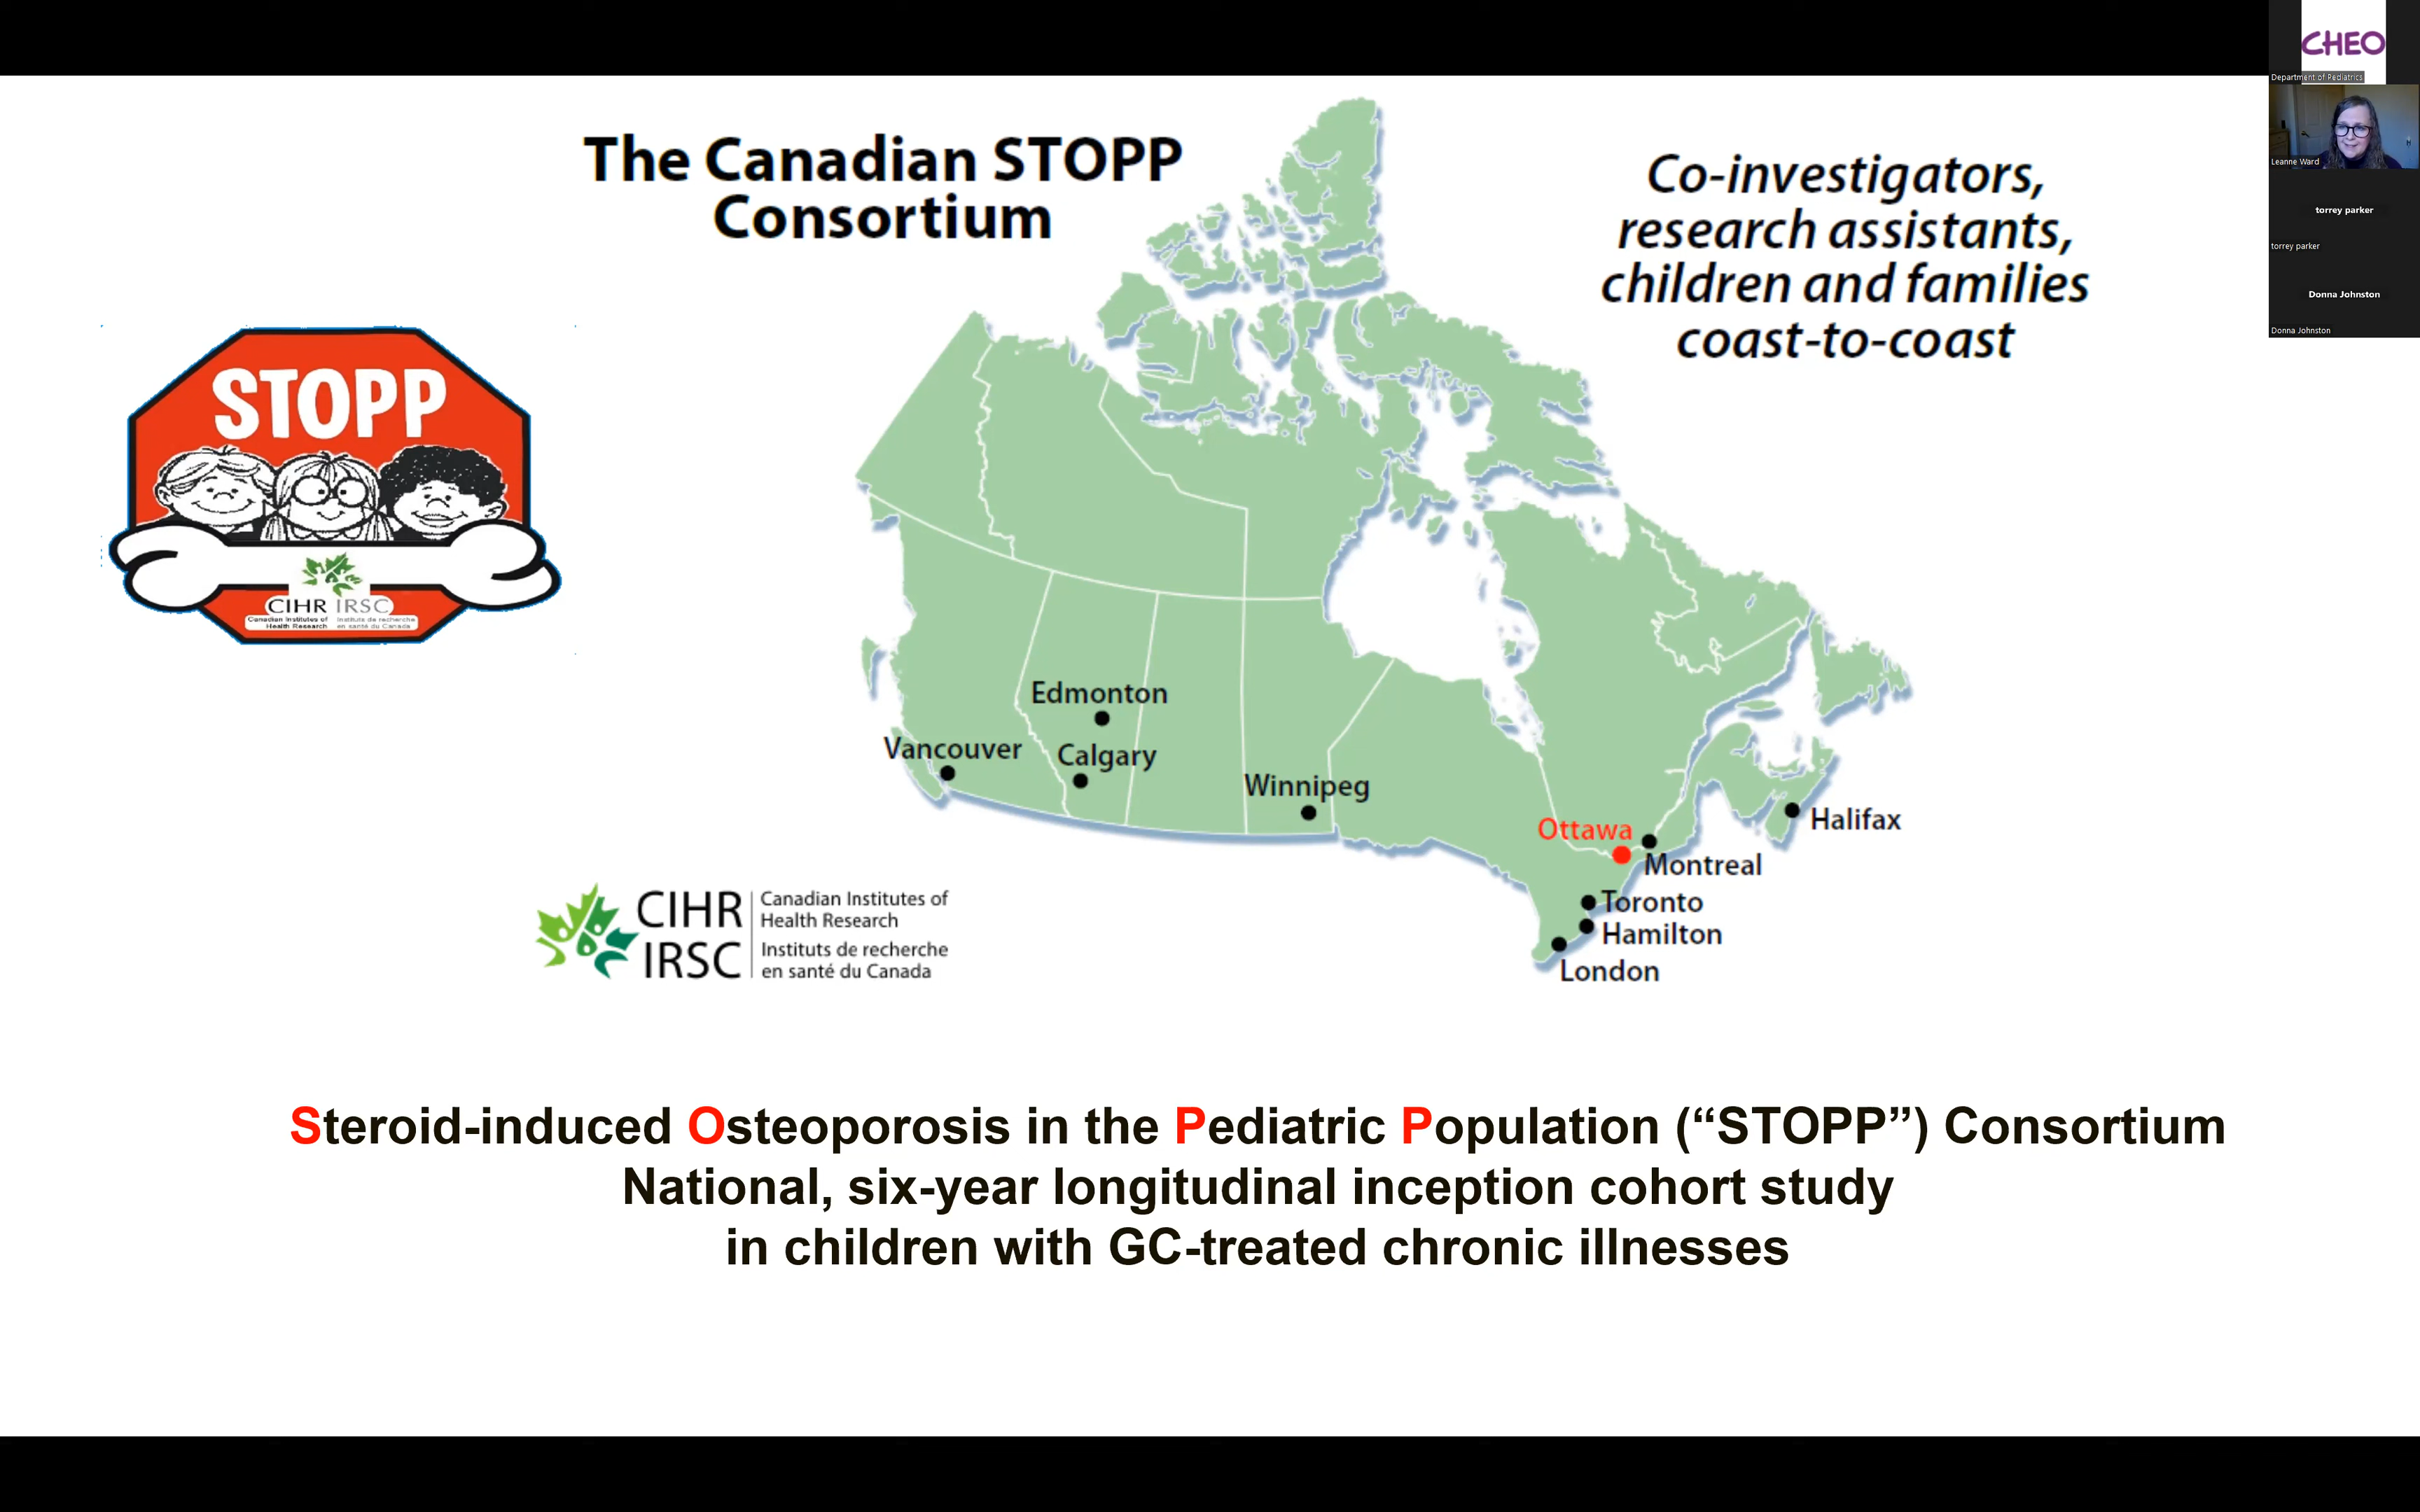 CHEO
Department of Pediatrics
Leanne Ward
torrey parker
torrey parker
Donna Johnston
Donna Johnston
The Canadian STOPP
Consortium
Co-investigators,
research assistants,
children and families
coast-to-coast
STOPP
CIHR IRSC
Canadian Institutes of
Health Research
Instituts de recherche
en santé du Canada
Edmonton
Vancouver
Calgary
Winnipeg
Ottawa
Montreal
Halifax
Toronto
Hamilton
London
CIHR
IRSC
Canadian Institutes of
Health Research
Instituts de recherche
en santé du Canada
Steroid-induced Osteoporosis in the Pediatric Population (“STOPP”) Consortium
National, six-year longitudinal inception cohort study
in children with GC-treated chronic illnesses